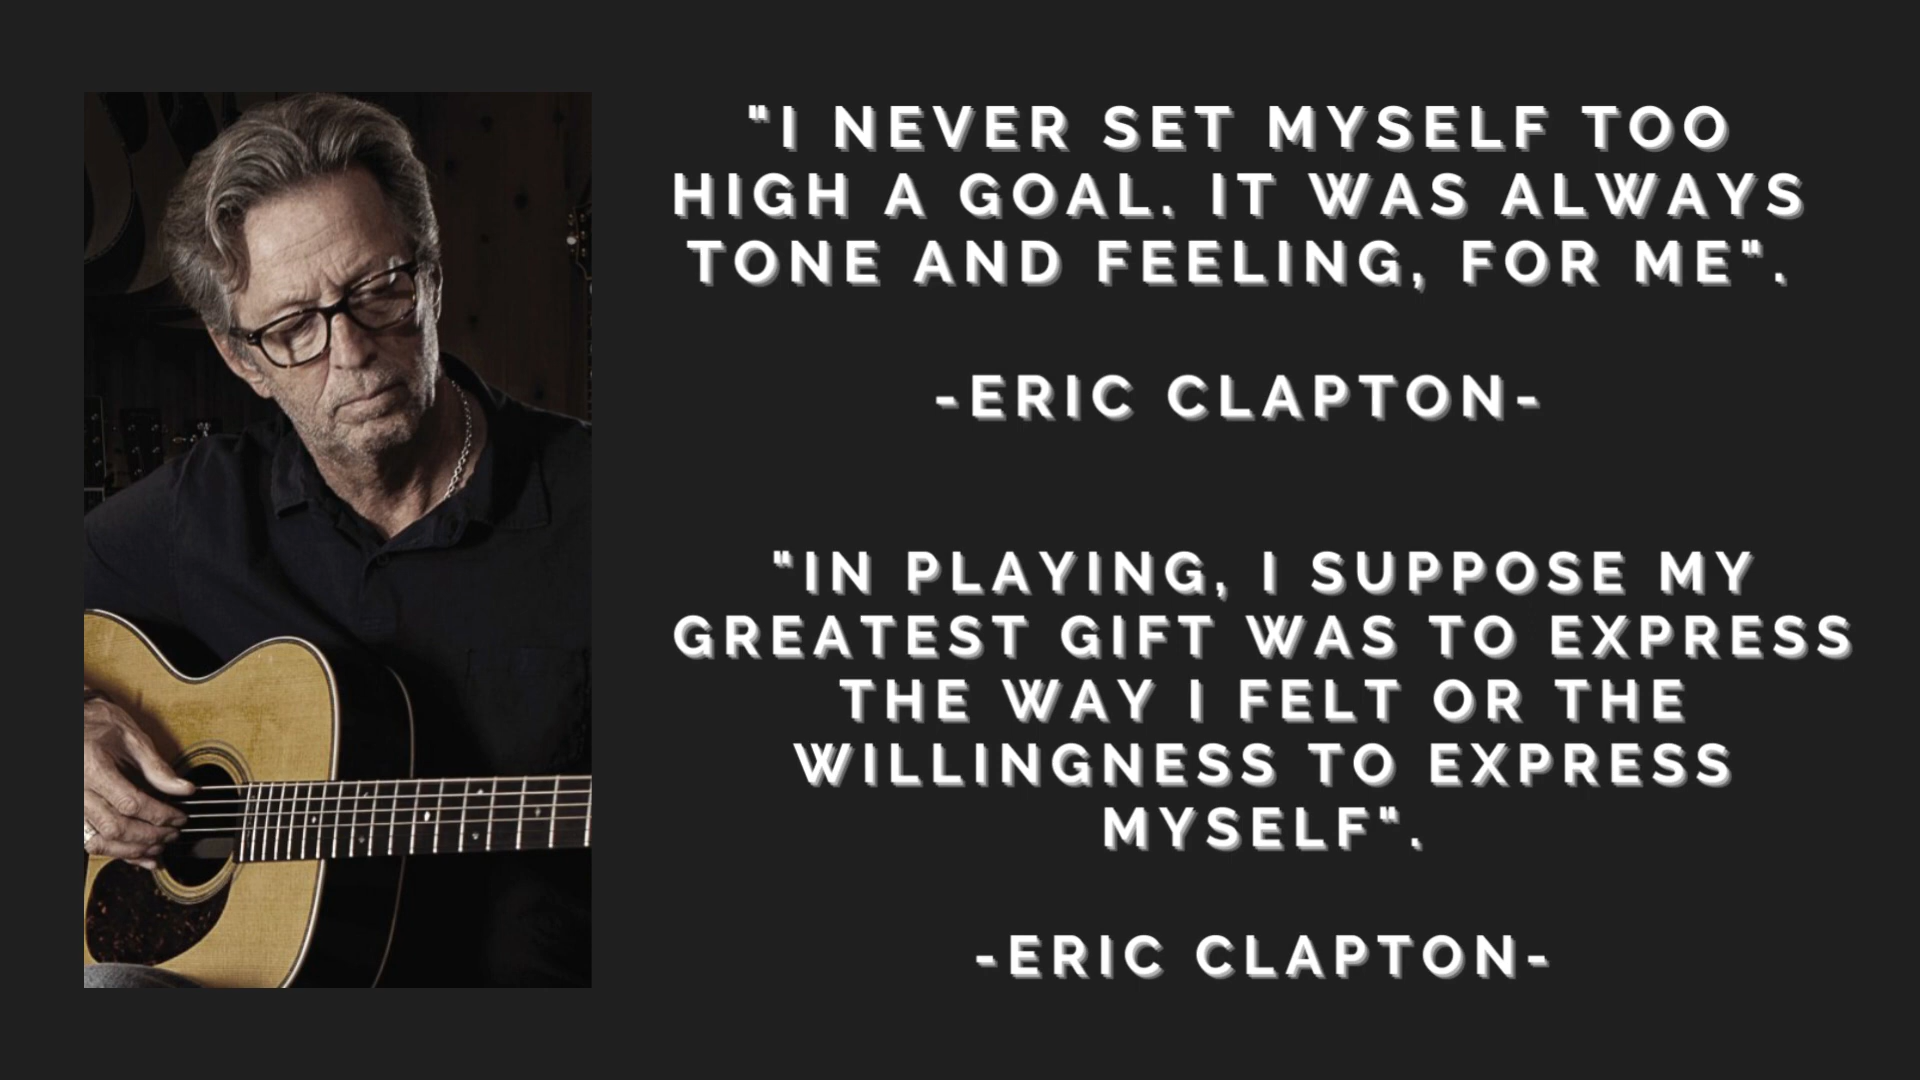 "I NEVER SET MYSELF TOO
HIGH A GOAL. IT WAS ALWAYS
TONE AND FEELING, FOR ME".
-ERIC CLAPTON-
"IN PLAYING, I SUPPOSE MY
GREATEST GIFT WAS TO EXPRESS
THE WAY I FELT OR THE
WILLINGNESS TO EXPRESS
MYSELF".
-ERIC CLAPTON-